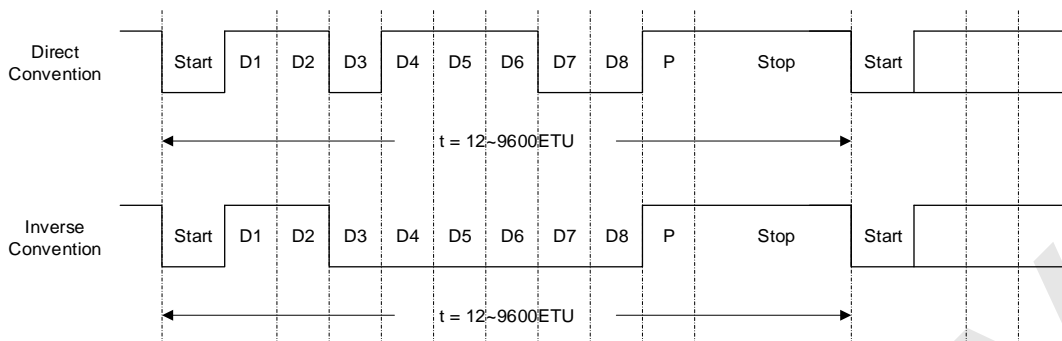 Direct
Convention
Start D1 D2 D3 D4 D5 D6 D7 D8 P Stop Start
t = 12~9600ETU
Inverse
Convention
Start D1 D2 D3 D4 D5 D6 D7 D8 P Stop Start
t = 12~9600ETU